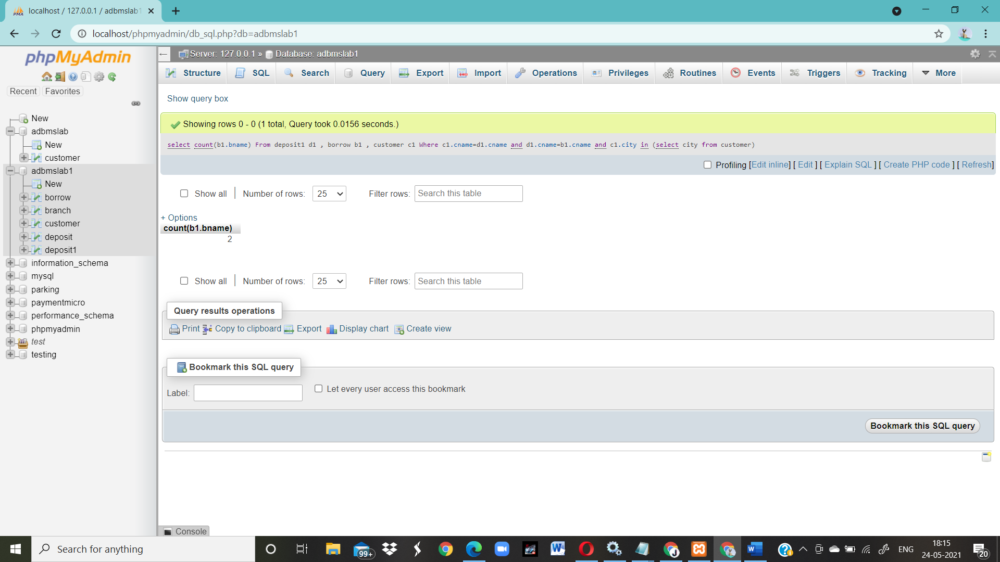 localhost / 127.0.0.1 / adbmslab1
localhost/phpmyadmin/db_sql.php?db=adbmslab1
phpMyAdmin
Recent Favorites
New
adbmslab
New
customer
adbmslab1
New
borrow
branch
customer
deposit
deposit1
information_schema
mysql
parking
paymentmicro
performance_schema
phpmyadmin
test
testing
Server: 127.0.0.1 » Database: adbmslab1
Structure SQL Search Query Export Import Operations Privileges Routines Events Triggers Tracking More
Show query box
Showing rows 0 - 0 (1 total, Query took 0.0156 seconds.)
select count(b1.bname) From deposit1 d1 , borrow b1 , customer c1 Where c1.cname=d1.cname and d1.cname=b1.cname and c1.city in (select city from customer)
Profiling [Edit inline] [ Edit ] [ Explain SQL ] [ Create PHP code ] [ Refresh]
Show all Number of rows: 25 Filter rows: Search this table
+ Options
count(b1.bname)
2
Show all Number of rows: 25 Filter rows: Search this table
Query results operations
Print Copy to clipboard Export Display chart Create view
Bookmark this SQL query
Label: Let every user access this bookmark
Bookmark this SQL query
Console
Search for anything
99+
ENG
18:15
24-05-2021
20